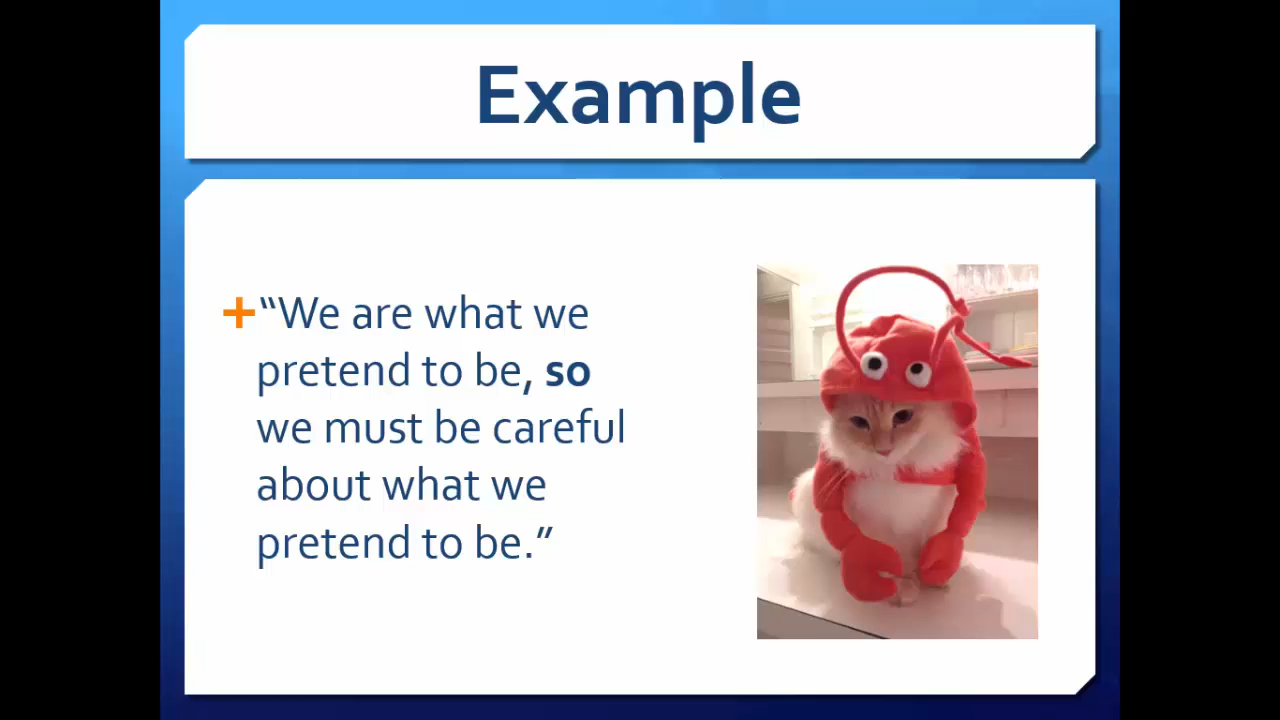 Example
“We are what we
pretend to be, so
we must be careful
about what we
pretend to be.”